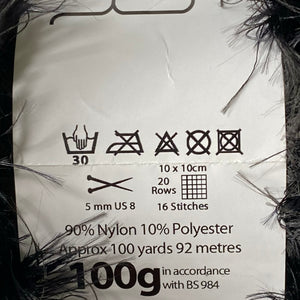 30
10 x 10cm
20
Rows
5 mm US 8
16 Stitches
90% Nylon 10% Polyester
Approx 100 yards 92 metres
100g in accordance
with BS 984